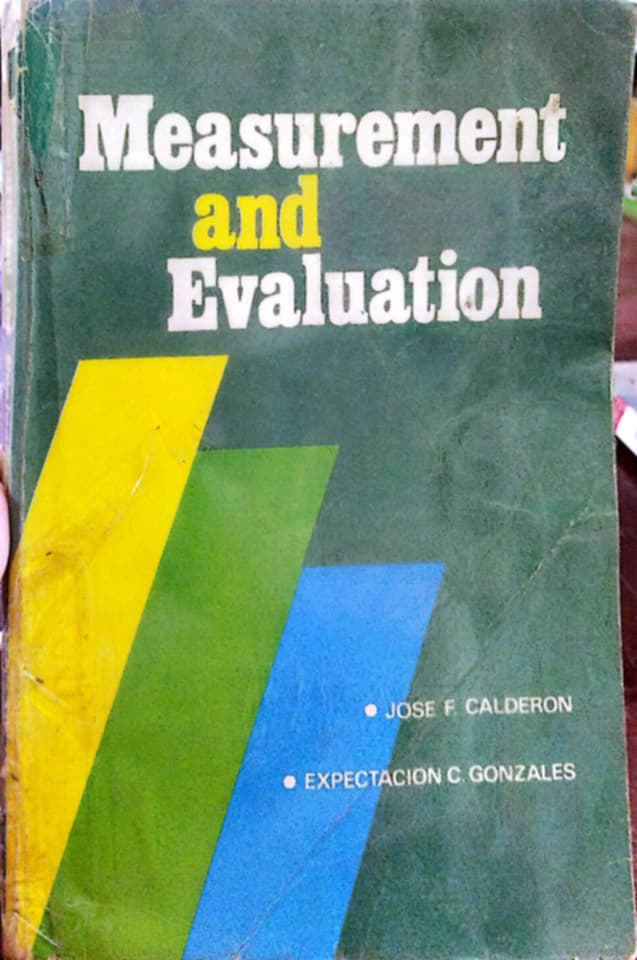 Measurement
and
Evaluation
• JOSE F. CALDERON
• EXPECTACION C. GONZALES